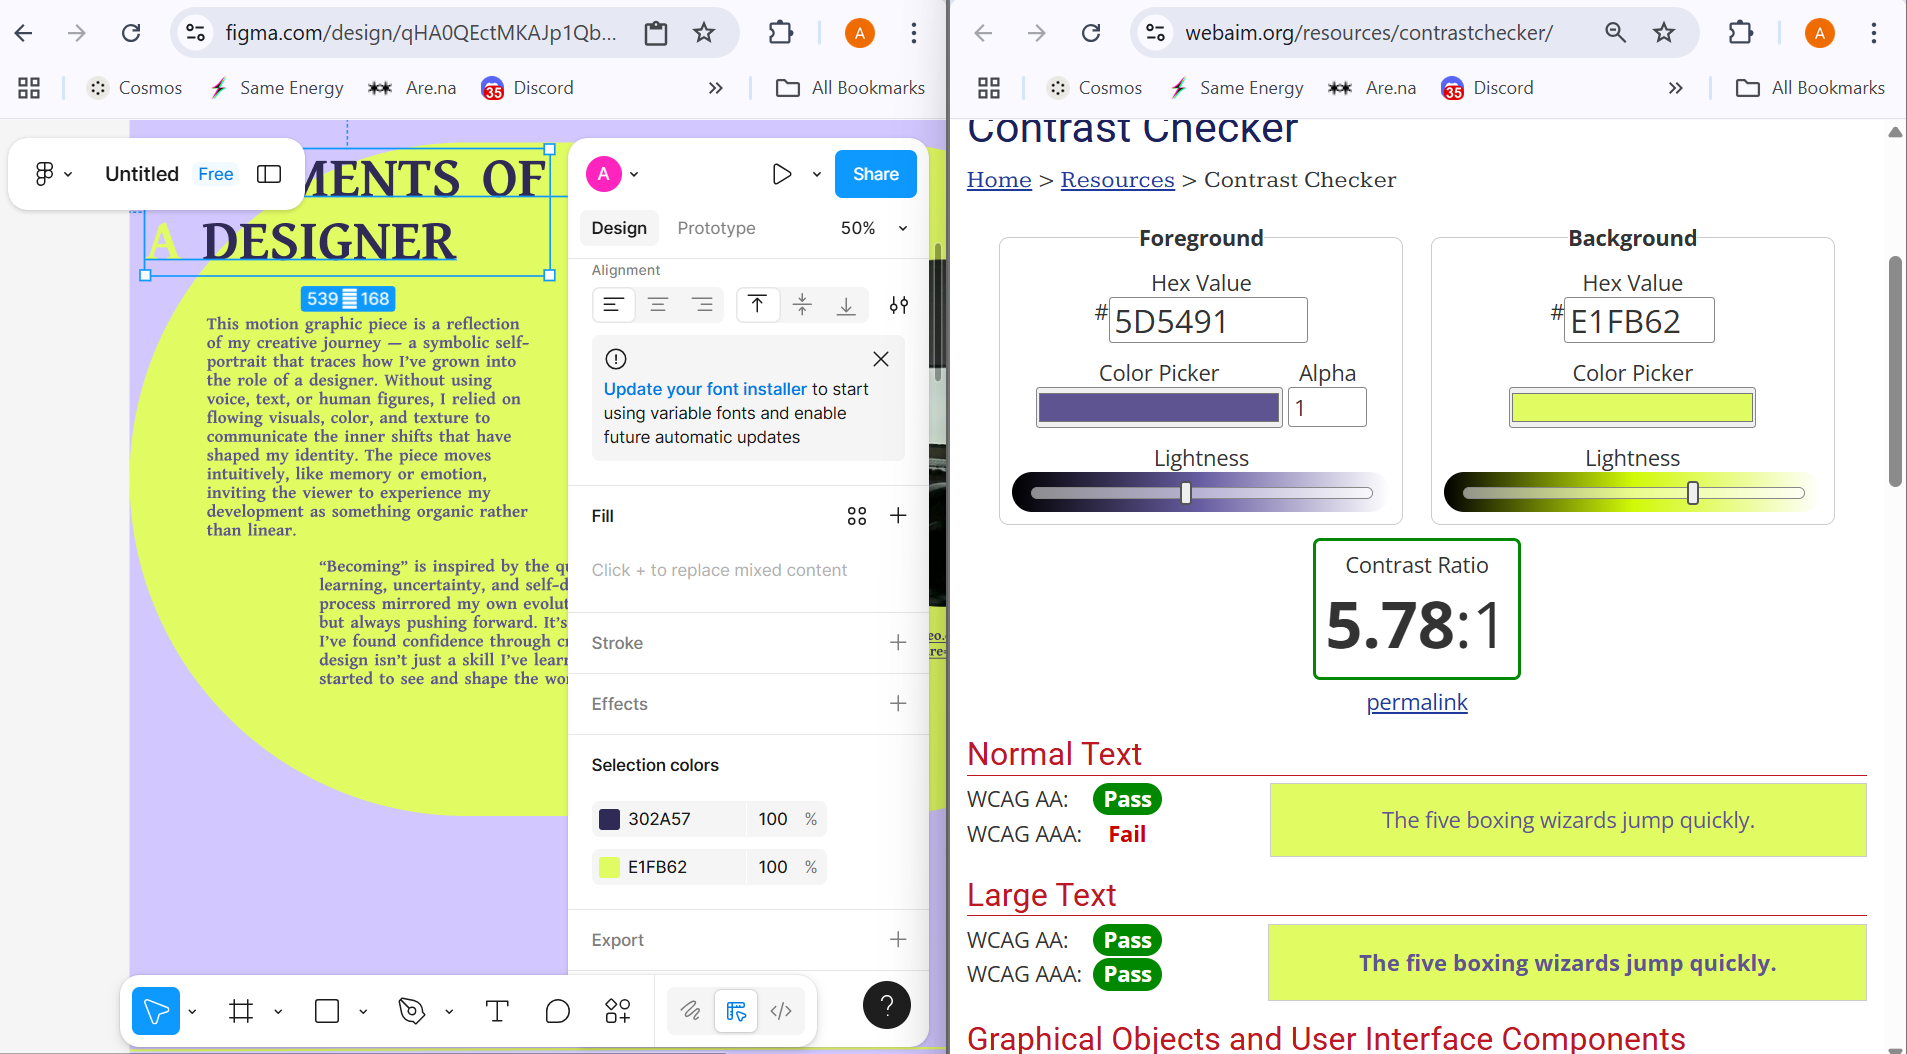 figma.com/design/qHA0QEctMKAJp1Qb...
A
Cosmos
Same Energy
Are.na
35
Discord
»
All Bookmarks
Untitled
Free
MENTS OF
A DESIGNER
539
168
This motion graphic piece is a reflection
of my creative journey — a symbolic self-
portrait that traces how I've grown into
the role of a designer. Without using
voice, text, or human figures, I relied on
flowing visuals, color, and texture to
communicate the inner shifts that have
shaped my identity. The piece moves
intuitively, like memory or emotion,
inviting the viewer to experience my
development as something organic rather
than linear.
“Becoming” is inspired by the qu
learning, uncertainty, and self-d
process mirrored my own evolut
but always pushing forward. It's
I've found confidence through cr
design isn't just a skill I've learn
started to see and shape the wor
A
Share
Design
Prototype
50%
Alignment
Update your font installer to start
using variable fonts and enable
future automatic updates
Fill
Click + to replace mixed content
Stroke
Effects
Selection colors
302A57 100 %
E1FB62 100 %
Export
?
eo.
re=
webaim.org/resources/contrastchecker/
A
Cosmos
Same Energy
Are.na
35
Discord
»
All Bookmarks
Contrast Checker
Home > Resources > Contrast Checker
Foreground
Hex Value
# 5D5491
Color Picker
Alpha
1
Lightness
Background
Hex Value
# E1FB62
Color Picker
Lightness
Contrast Ratio
5.78:1
permalink
Normal Text
WCAG AA: Pass
WCAG AAA: Fail
The five boxing wizards jump quickly.
Large Text
WCAG AA: Pass
WCAG AAA: Pass
The five boxing wizards jump quickly.
Graphical Objects and User Interface Components